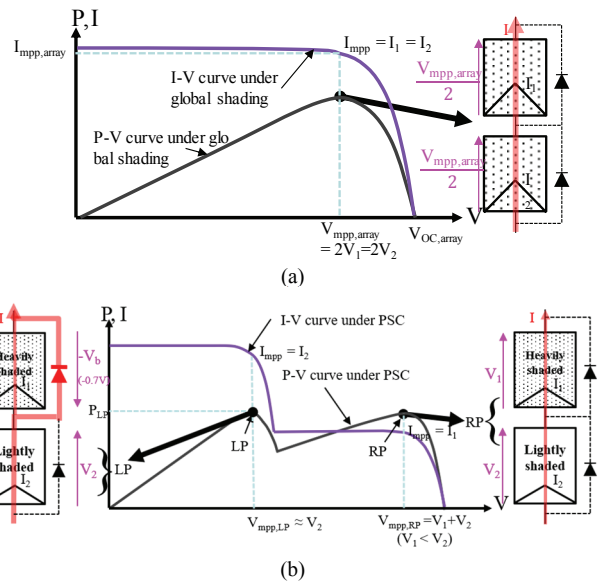 P, I
I_mpp,array
I_mpp = I_1 = I_2
I-V curve under
global shading
P-V curve under glo
bal shading
V_mpp,array
= 2V_1=2V_2
V_OC,array
V
I
V_mpp,array
2
I_1
V_mpp,array
2
I
2
(a)
P, I
I
Heavily
shaded
I_1
-V_b
(-0.7V)
Lightly
shaded
I_2
V_2
LP
I-V curve under PSC
I_mpp = I_2
P-V curve under PSC
P_LP
LP
RP
I_mpp = I_1
RP
V_mpp,LP ≈ V_2
V_mpp,RP=V_1+V_2
(V_1 < V_2)
V
I
V_1
Heavily
shaded
I_1
V_2
Lightly
shaded
I_2
(b)